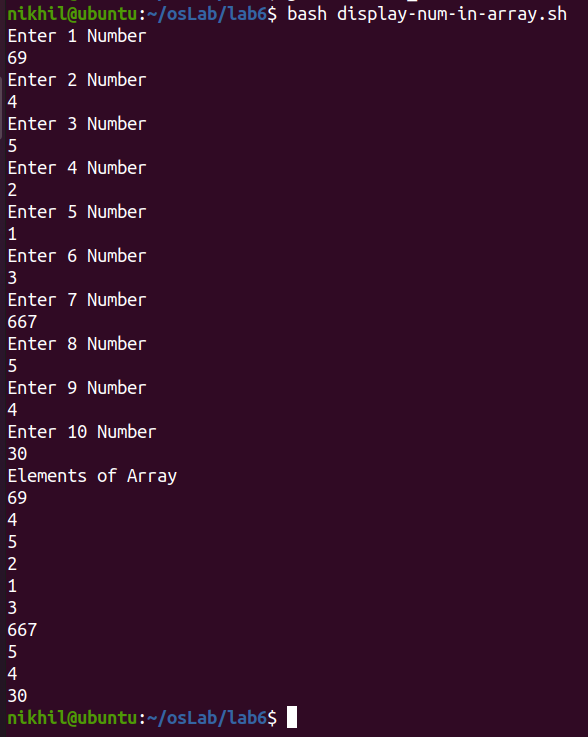 nikhil@ubuntu:~/osLab/lab6$ bash display-num-in-array.sh
Enter 1 Number
69
Enter 2 Number
4
Enter 3 Number
5
Enter 4 Number
2
Enter 5 Number
1
Enter 6 Number
3
Enter 7 Number
667
Enter 8 Number
5
Enter 9 Number
4
Enter 10 Number
30
Elements of Array
69
4
5
2
1
3
667
5
4
30
nikhil@ubuntu:~/osLab/lab6$